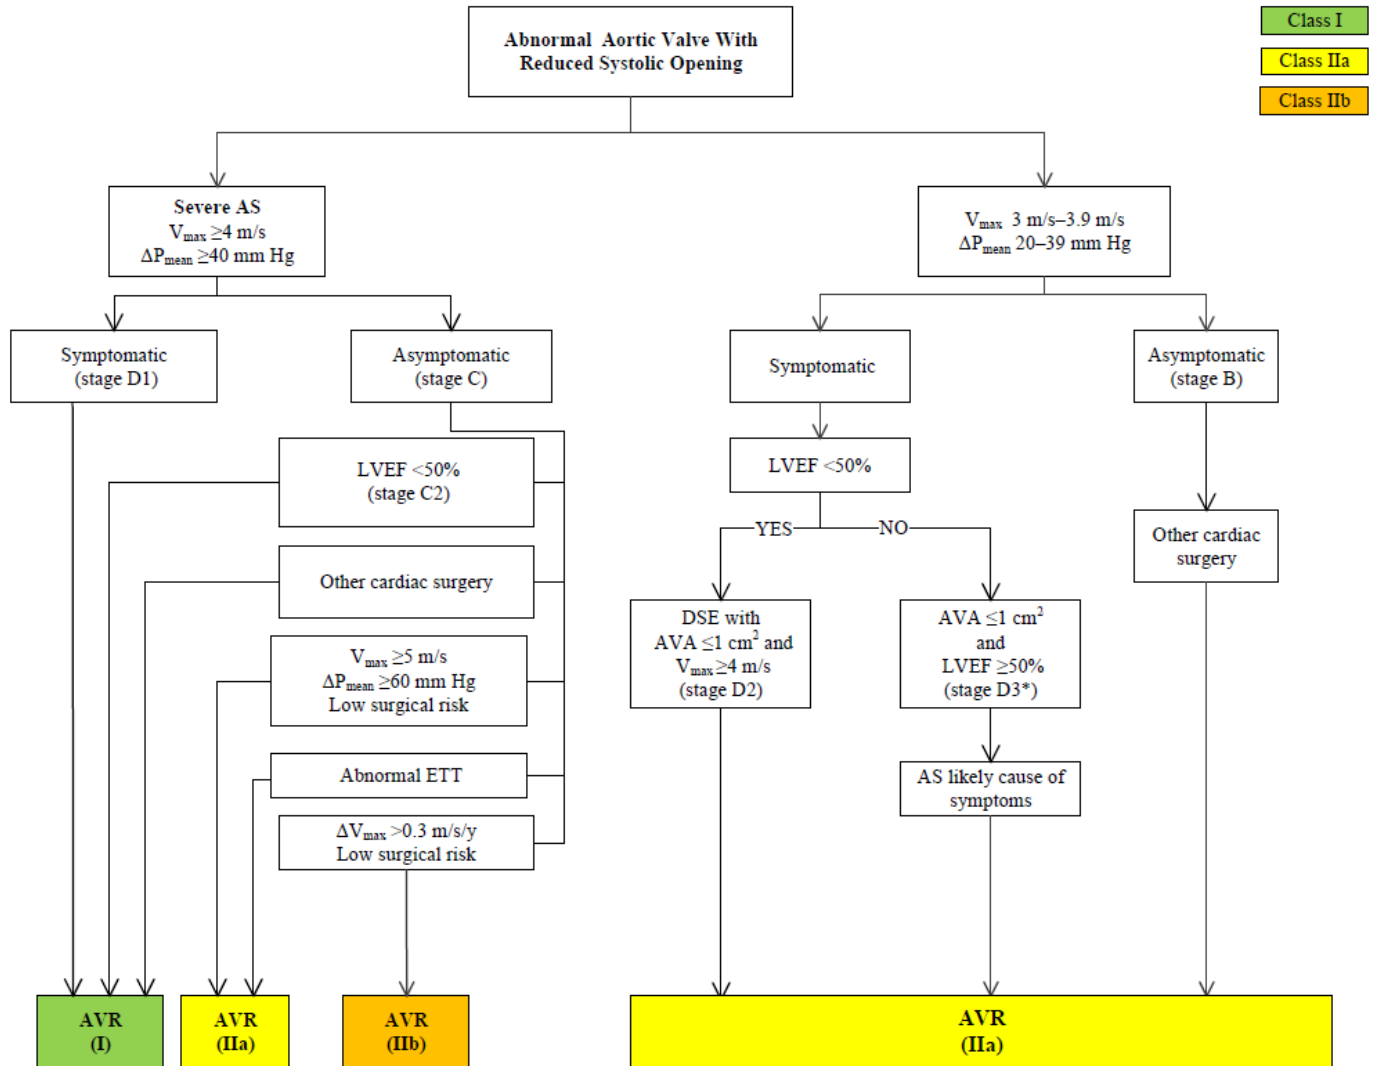 Abnormal Aortic Valve With
Reduced Systolic Opening
Class I
Class IIa
Class IIb
Severe AS
Vmax ≥4 m/s
ΔPmean ≥40 mm Hg
Vmax 3 m/s–3.9 m/s
ΔPmean 20–39 mm Hg
Symptomatic
(stage D1)
Asymptomatic
(stage C)
Symptomatic
Asymptomatic
(stage B)
LVEF <50%
(stage C2)
LVEF <50%
Other cardiac surgery
YES
NO
Other cardiac
surgery
Vmax ≥5 m/s
ΔPmean ≥60 mm Hg
Low surgical risk
DSE with
AVA ≤1 cm² and
Vmax ≥4 m/s
(stage D2)
AVA ≤1 cm²
and
LVEF ≥50%
(stage D3*)
Abnormal ETT
AS likely cause of
symptoms
ΔVmax >0.3 m/s/y
Low surgical risk
AVR
(I)
AVR
(IIa)
AVR
(IIb)
AVR
(IIa)